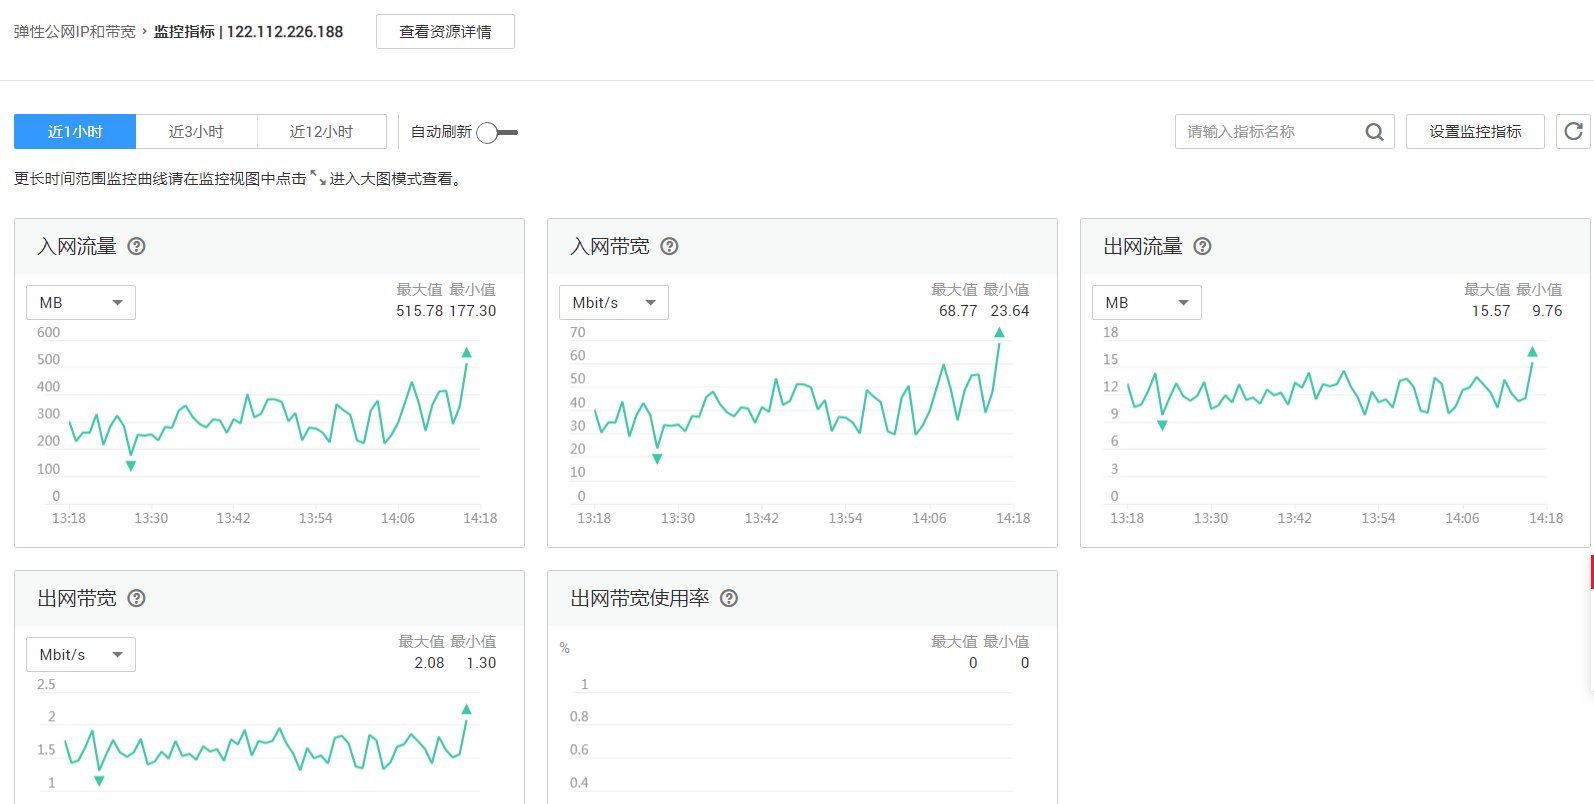 弹性公网IP和带宽 › 监控指标 | 122.112.226.188 查看资源详情
近1小时 近3小时 近12小时 自动刷新 请输入指标名称 设置监控指标
更长时间范围监控曲线请在监控视图中点击 进入大图模式查看。
入网流量
MB
最大值 最小值
515.78 177.30
600
500
400
300
200
100
0
13:18 13:30 13:42 13:54 14:06 14:18
入网带宽
Mbit/s
最大值 最小值
68.77 23.64
70
60
50
40
30
20
10
0
13:18 13:30 13:42 13:54 14:06 14:18
出网流量
MB
最大值 最小值
15.57 9.76
18
15
12
9
6
3
0
13:18 13:30 13:42 13:54 14:06 14:18
出网带宽
Mbit/s
最大值 最小值
2.08 1.30
2.5
2
1.5
1
出网带宽使用率
%
最大值 最小值
0 0
1
0.8
0.6
0.4